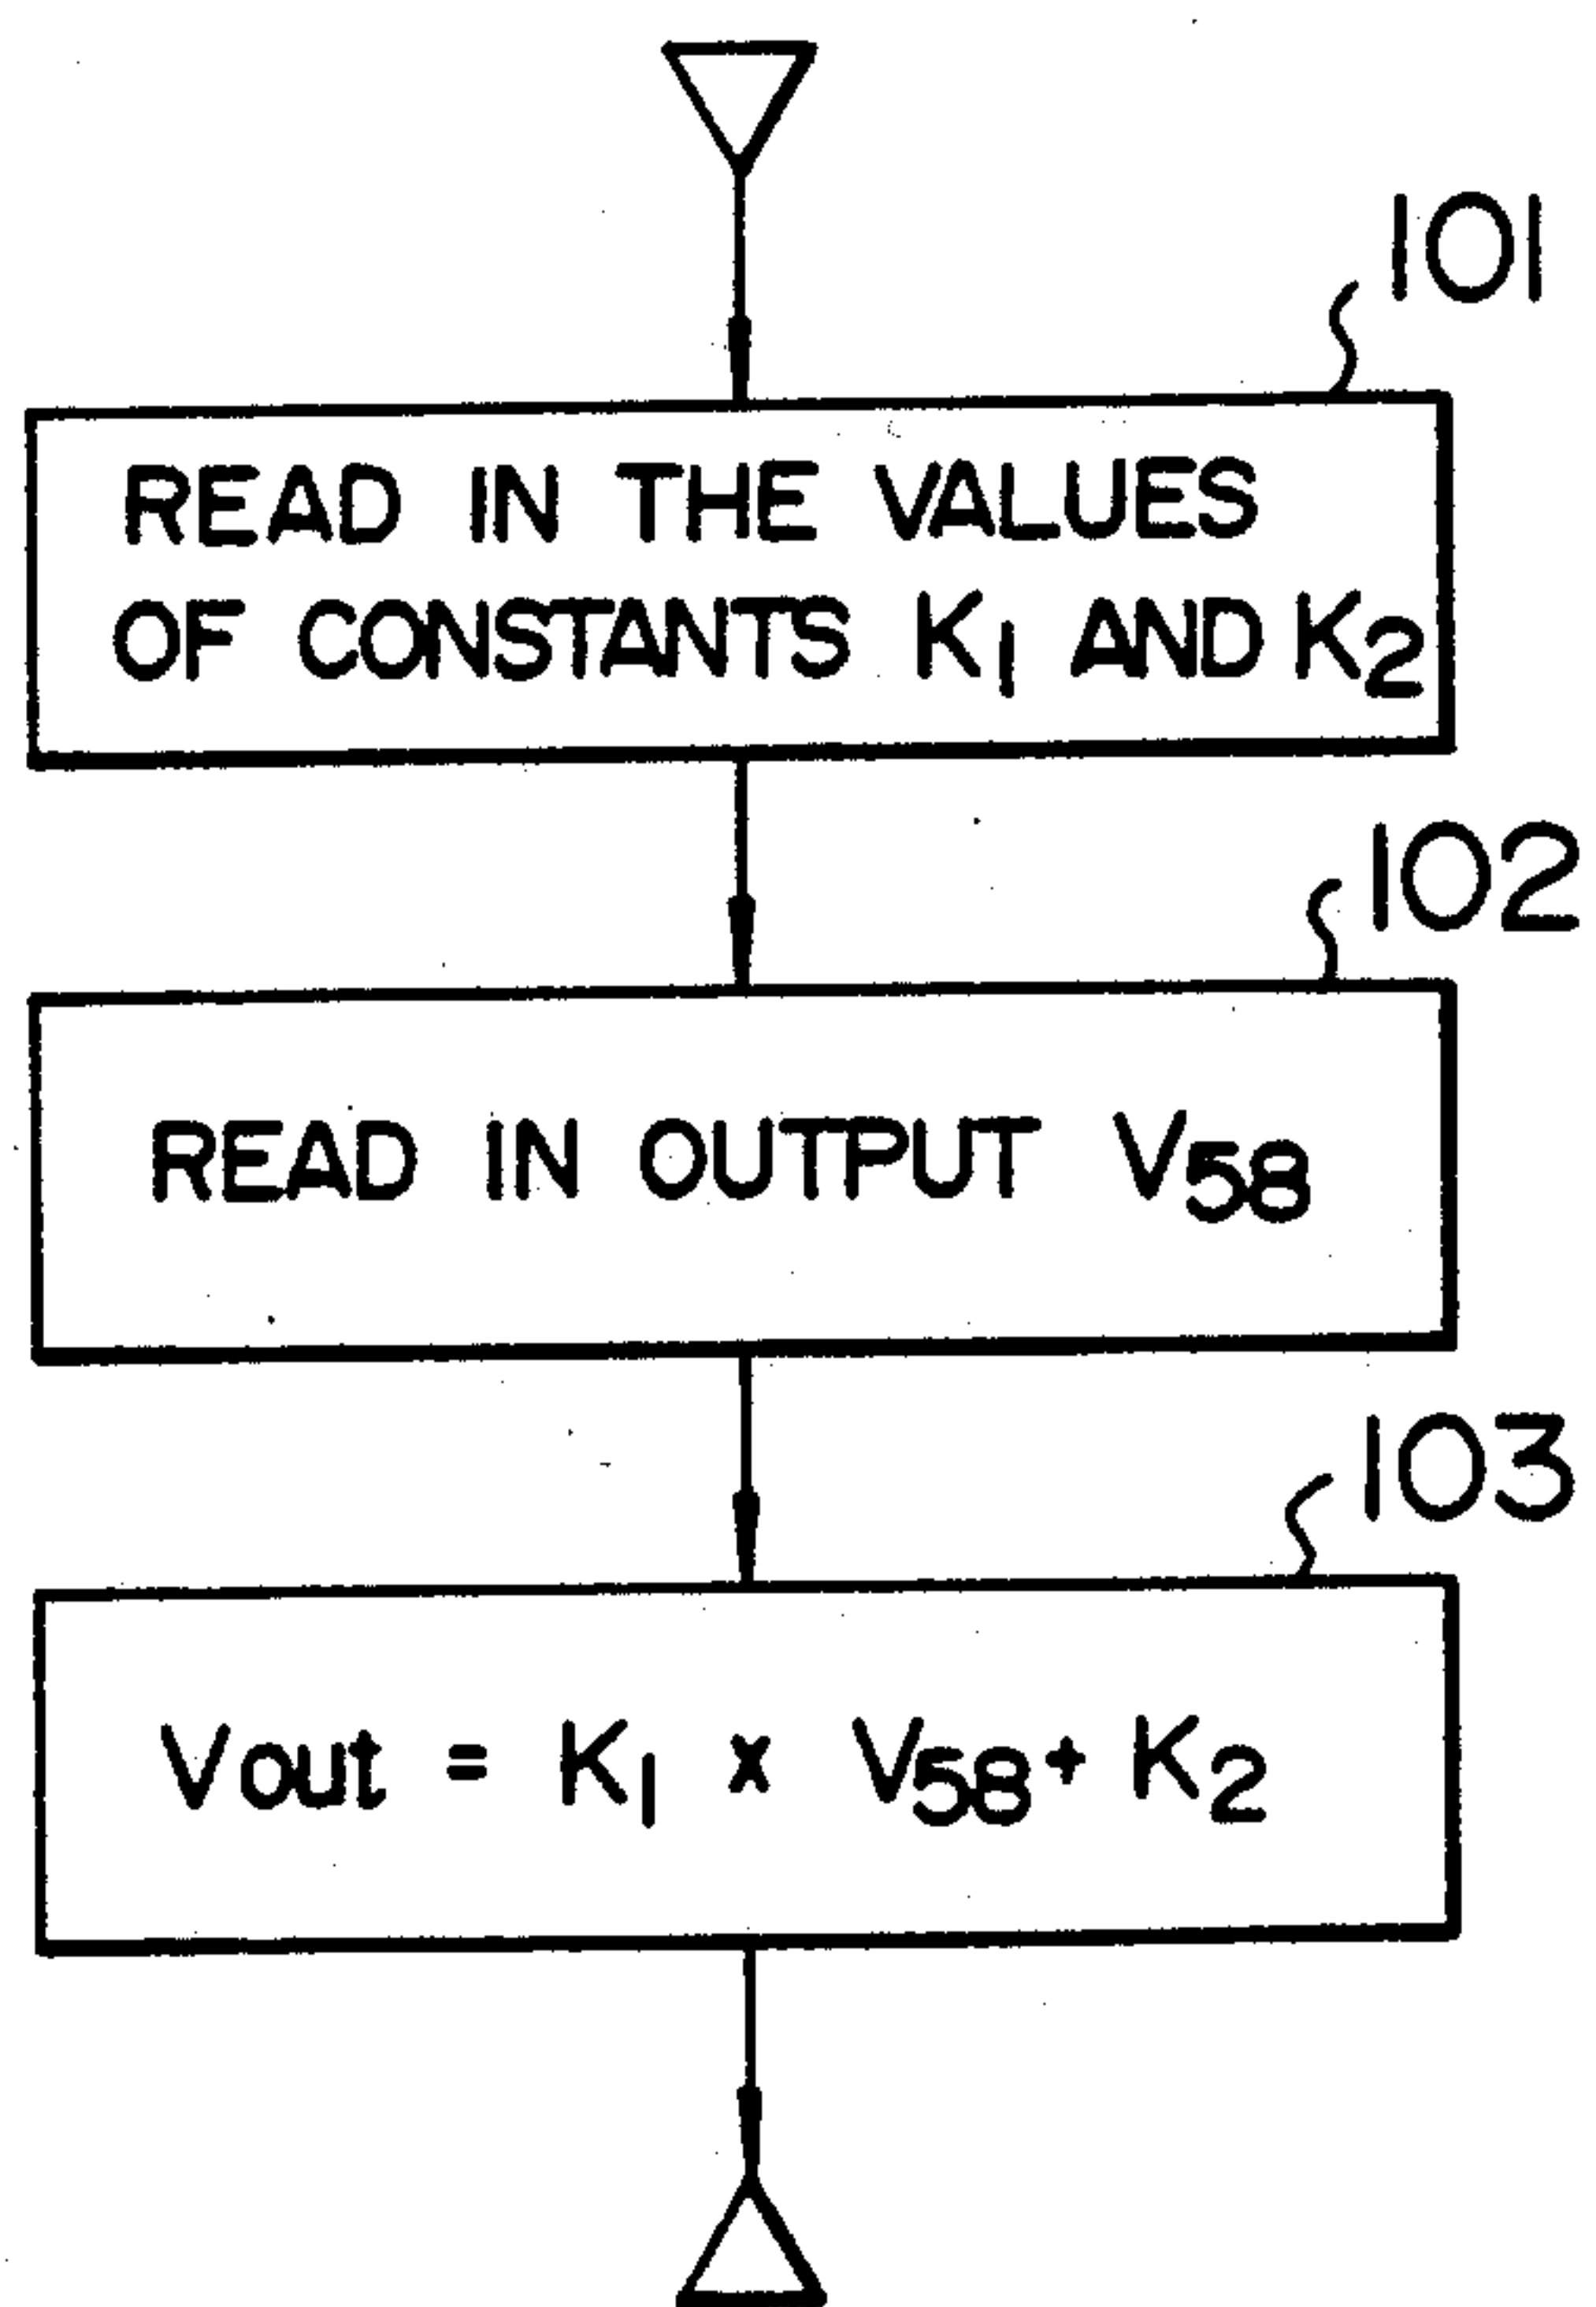 101
READ IN THE VALUES
OF CONSTANTS K₁ AND K₂
102
READ IN OUTPUT V₅₈
103
Vout = K₁ x V₅₈ + K₂